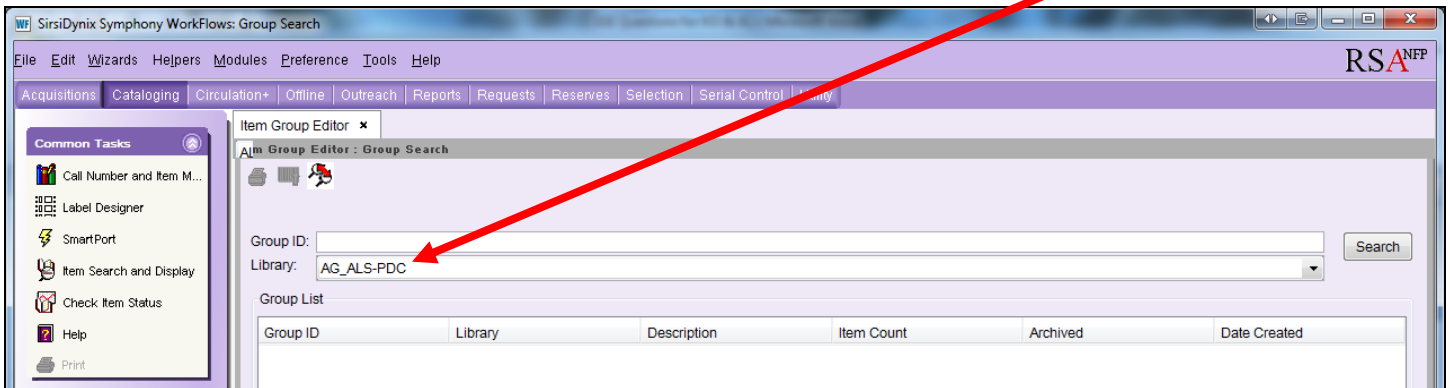 WF SirsiDynix Symphony WorkFlows: Group Search
File Edit Wizards Helpers Modules Preference Tools Help
RSA NFP
Acquisitions Cataloging Circulation+ Offline Outreach Reports Requests Reserves Selection Serial Control Utility
Item Group Editor ×
Common Tasks
Alm Group Editor : Group Search
Call Number and Item M...
Label Designer
SmartPort
Group ID:
Search
Item Search and Display
Library: AG_ALS-PDC
Check Item Status
Group List
Help
Group ID Library Description Item Count Archived Date Created
Print